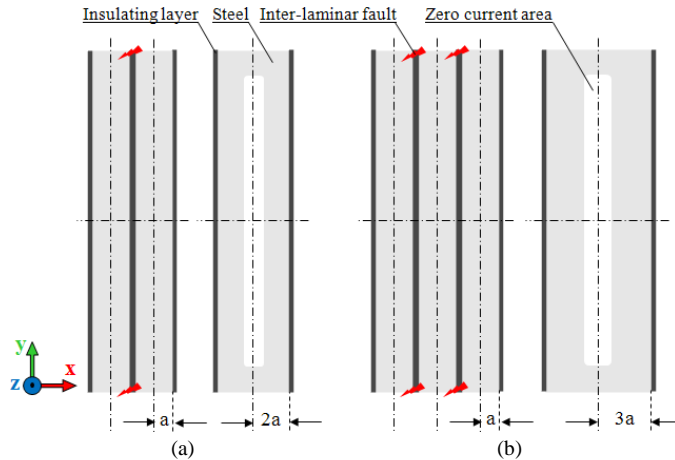 Insulating layer Steel Inter-laminar fault Zero current area
y
x
z
a 2a a 3a
(a) (b)